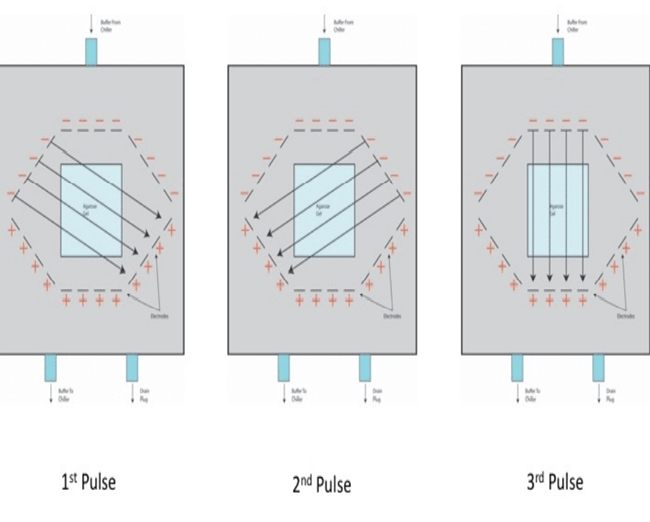 Buffer From
Chiller
Buffer From
Chiller
Buffer From
Chiller
Agarose
Gel
Agarose
Gel
Agarose
Gel
Electrodes
Electrodes
Electrodes
Buffer To
Chiller
Drain
Plug
Buffer To
Chiller
Drain
Plug
Buffer To
Chiller
Drain
Plug
1st Pulse
2nd Pulse
3rd Pulse